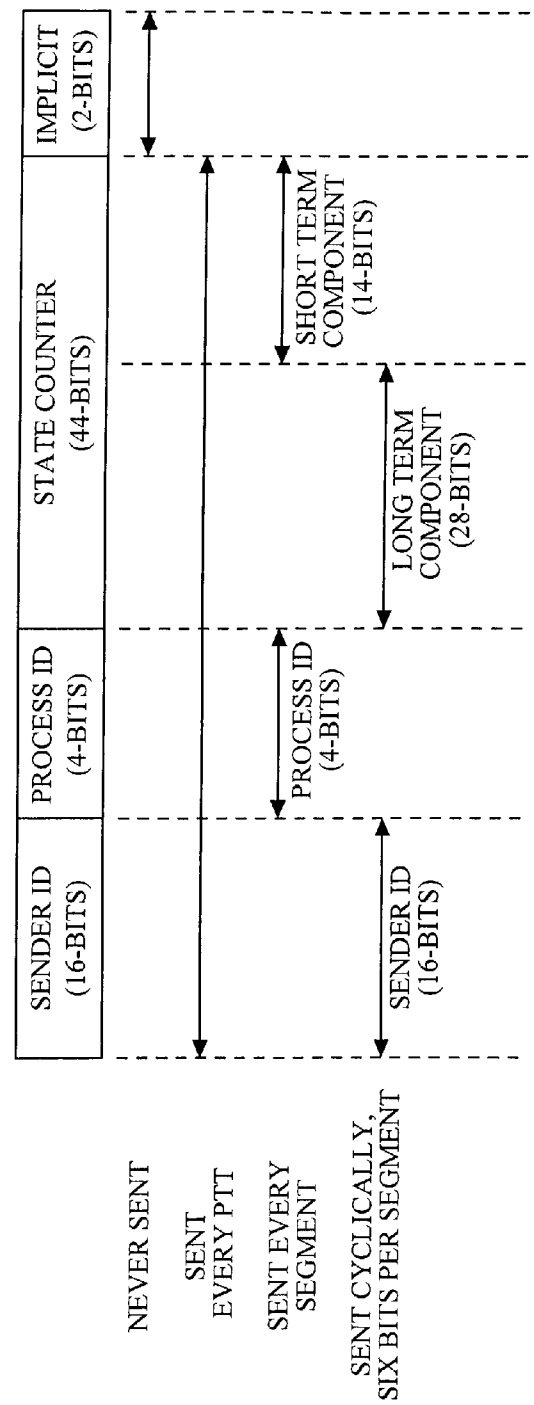 SENDER ID
(16-BITS)
PROCESS ID
(4-BITS)
STATE COUNTER
(44-BITS)
IMPLICIT
(2-BITS)
NEVER SENT
SENT
EVERY PTT
SENT EVERY
SEGMENT
PROCESS ID
(4-BITS)
SHORT TERM
COMPONENT
(14-BITS)
SENT CYCLICALLY,
SIX BITS PER SEGMENT
SENDER ID
(16-BITS)
LONG TERM
COMPONENT
(28-BITS)